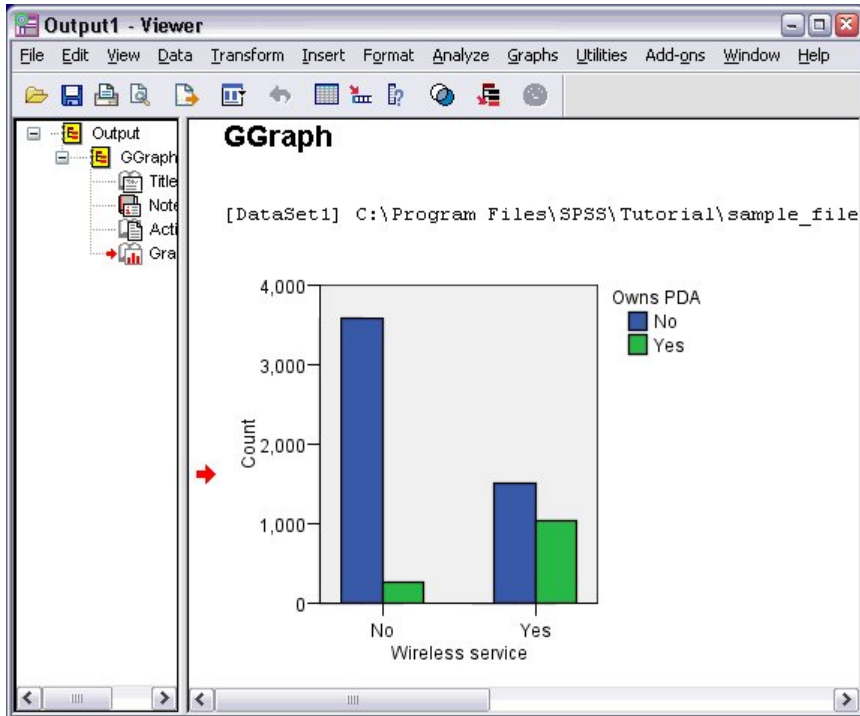 Output1 - Viewer
File Edit View Data Transform Insert Format Analyze Graphs Utilities Add-ons Window Help
Output
GGraph
Title
Note
Acti
Gra
GGraph
[DataSet1] C:\Program Files\SPSS\Tutorial\sample_file
4,000
3,000
2,000
1,000
0
Count
No
Yes
Wireless service
Owns PDA
No
Yes